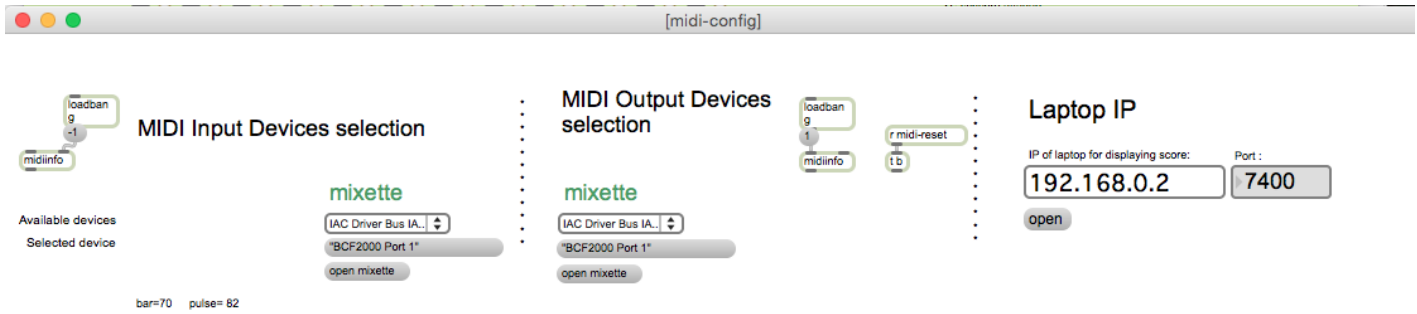 [midi-config]
loadban
g
-1
midiinfo
MIDI Input Devices selection
mixette
Available devices
IAC Driver Bus IA..
Selected device
"BCF2000 Port 1"
open mixette
bar=70 pulse= 82
MIDI Output Devices
selection
loadban
g
1
midiinfo
r midi-reset
t b
mixette
IAC Driver Bus IA..
"BCF2000 Port 1"
open mixette
Laptop IP
IP of laptop for displaying score:
Port :
192.168.0.2
7400
open